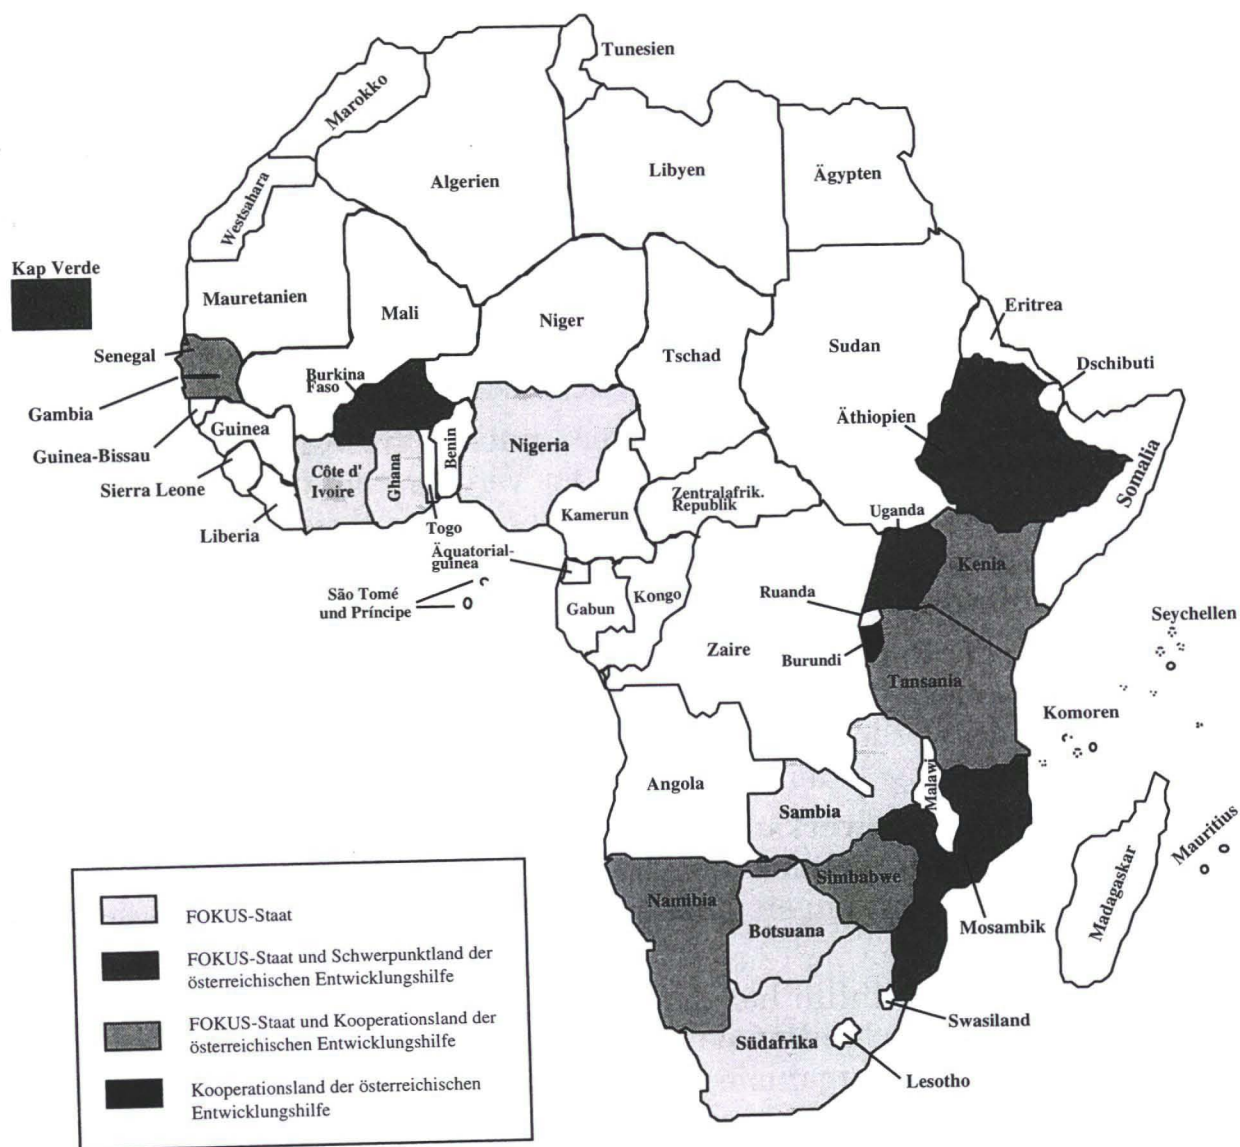 Tunesien
Marokko
Algerien
Libyen
Ägypten
Westsahara
Kap Verde
Mauretanien
Mali
Niger
Tschad
Sudan
Eritrea
Dschibuti
Senegal
Gambia
Guinea-Bissau
Guinea
Sierra Leone
Liberia
Burkina
Faso
Côte d'
Ivoire
Ghana
Togo
Benin
Nigeria
Kamerun
Zentralafrik.
Republik
Äthiopien
Somalia
Uganda
Kenia
Äquatorial-
guinea
São Tomé
und Príncipe
Gabun
Kongo
Zaire
Ruanda
Burundi
Tansania
Seychellen
Komoren
Angola
Sambia
Malawi
Mauritius
Madagaskar
Namibia
Simbabwe
Botsuana
Mosambik
Swasiland
Südafrika
Lesotho
FOKUS-Staat
FOKUS-Staat und Schwerpunktland der
österreichischen Entwicklungshilfe
FOKUS-Staat und Kooperationsland der
österreichischen Entwicklungshilfe
Kooperationsland der österreichischen
Entwicklungshilfe